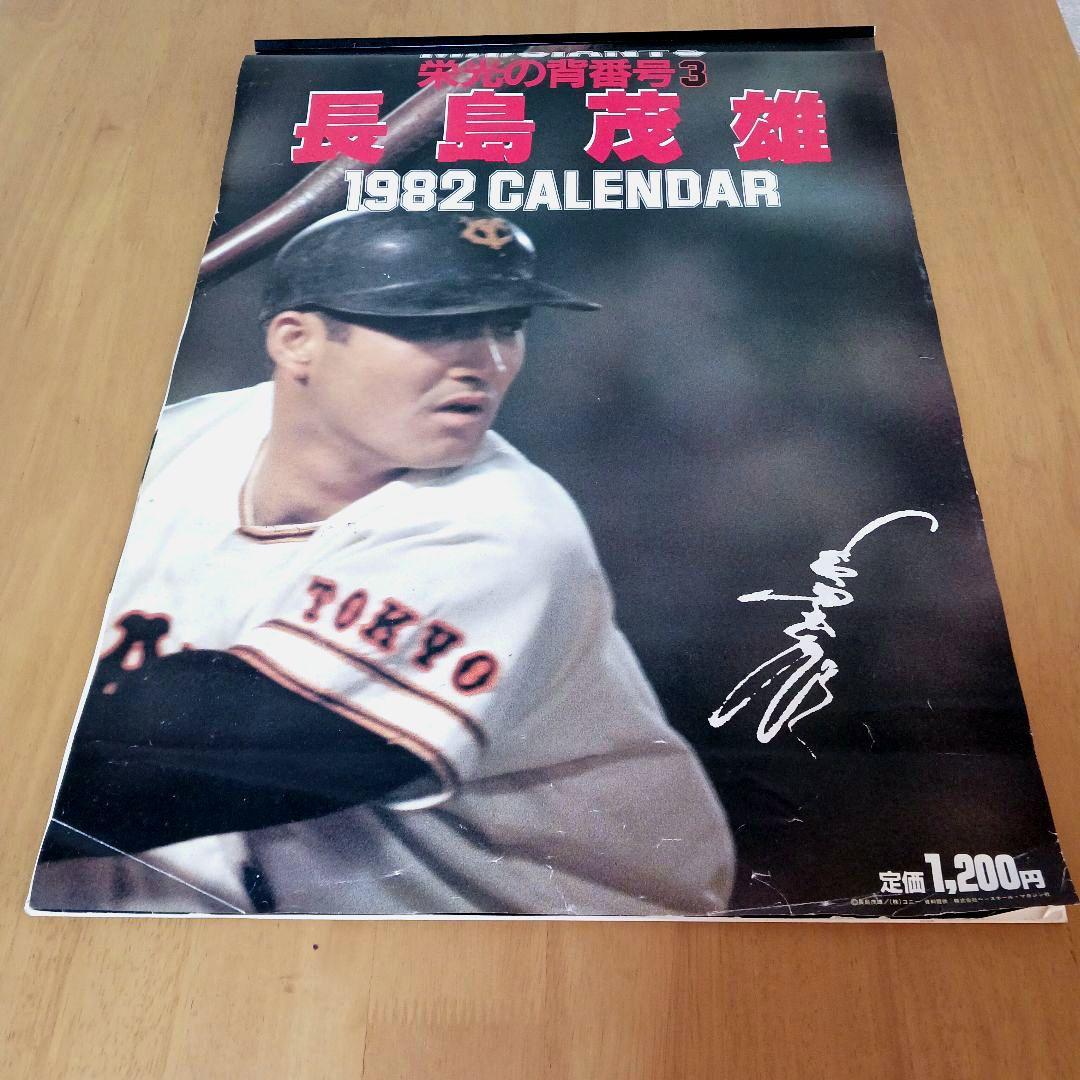 栄光の背番号3
長島茂雄
1982 CALENDAR
YG
TOKYO
定価1,200円